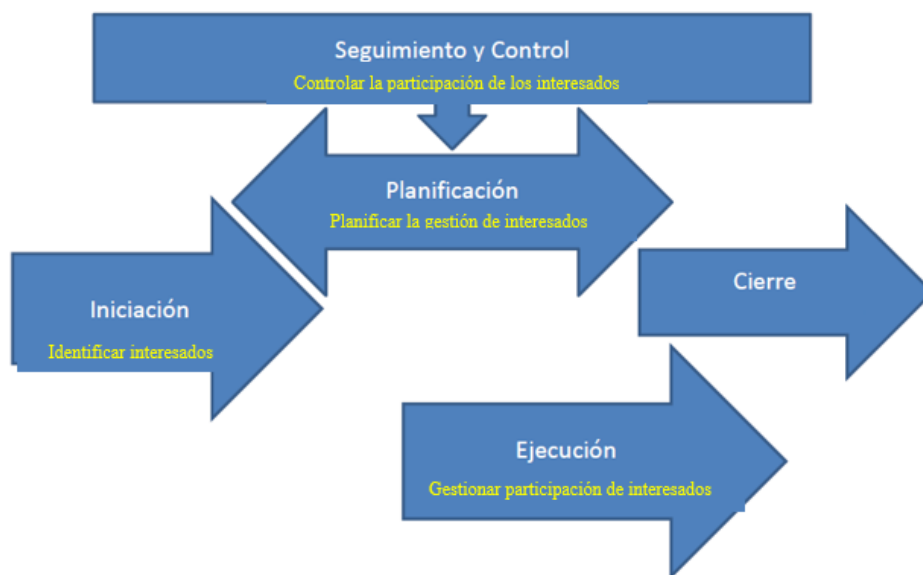 Seguimiento y Control
Controlar la participación de los interesados
Planificación
Planificar la gestión de interesados
Iniciación
Identificar interesados
Cierre
Ejecución
Gestionar participación de interesados